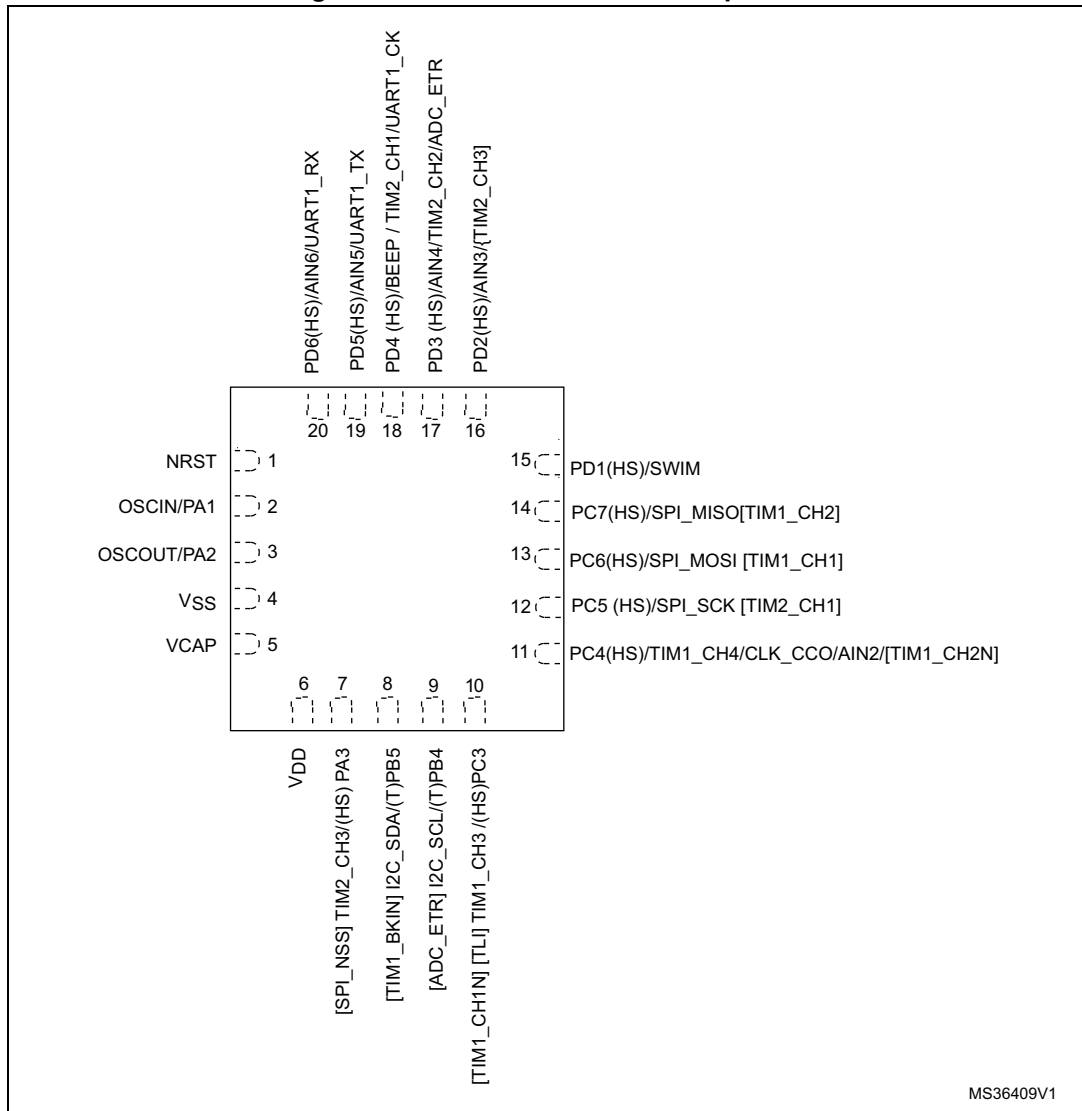 PD6(HS)/AIN6/UART1_RX
PD5(HS)/AIN5/UART1_TX
PD4 (HS)/BEEP / TIM2_CH1/UART1_CK
PD3 (HS)/AIN4/TIM2_CH2/ADC_ETR
PD2(HS)/AIN3/{TIM2_CH3]
20 19 18 17 16
NRST 1
OSCIN/PA1 2
OSCOUT/PA2 3
VSS 4
VCAP 5
15 PD1(HS)/SWIM
14 PC7(HS)/SPI_MISO[TIM1_CH2]
13 PC6(HS)/SPI_MOSI [TIM1_CH1]
12 PC5 (HS)/SPI_SCK [TIM2_CH1]
11 PC4(HS)/TIM1_CH4/CLK_CCO/AIN2/[TIM1_CH2N]
6 7 8 9 10
VDD
[SPI_NSS] TIM2_CH3/(HS) PA3
[TIM1_BKIN] I2C_SDA/(T)PB5
[ADC_ETR] I2C_SCL/(T)PB4
[TIM1_CH1N] [TLI] TIM1_CH3 /(HS)PC3
MS36409V1